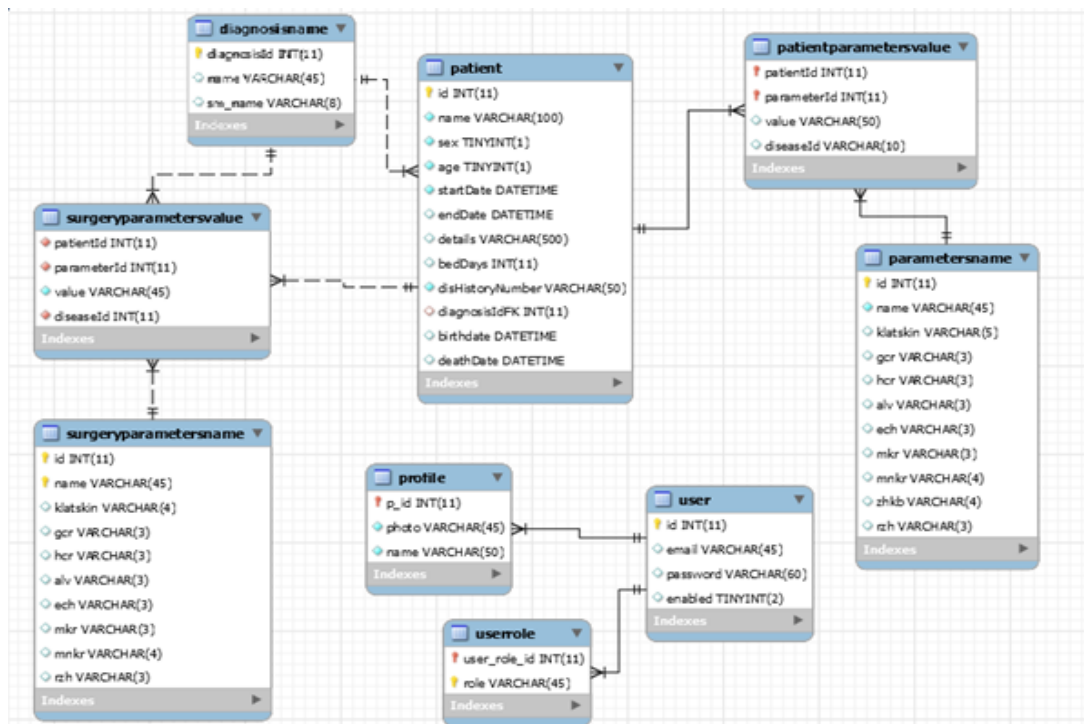 diagnosisname
diagnosisId INT(11)
name VARCHAR(45)
sm_name VARCHAR(8)
Indexes
patient
id INT(11)
name VARCHAR(100)
sex TINYINT(1)
age TINYINT(1)
startDate DATETIME
endDate DATETIME
details VARCHAR(500)
bedDays INT(11)
disHistoryNumber VARCHAR(50)
diagnosisIdFK INT(11)
birthdate DATETIME
deathDate DATETIME
Indexes
patientparametersvalue
patientId INT(11)
parameterId INT(11)
value VARCHAR(50)
diseaseId VARCHAR(10)
Indexes
surgeryparametersvalue
patientId INT(11)
parameterId INT(11)
value VARCHAR(45)
diseaseId INT(11)
Indexes
parametersname
id INT(11)
name VARCHAR(45)
klatskin VARCHAR(5)
gcr VARCHAR(3)
hcr VARCHAR(3)
alv VARCHAR(3)
ech VARCHAR(3)
mkr VARCHAR(3)
mnkr VARCHAR(4)
zhkb VARCHAR(4)
rzh VARCHAR(3)
Indexes
surgeryparametersname
id INT(11)
name VARCHAR(45)
klatskin VARCHAR(4)
gcr VARCHAR(3)
hcr VARCHAR(3)
alv VARCHAR(3)
ech VARCHAR(3)
mkr VARCHAR(3)
mnkr VARCHAR(4)
rzh VARCHAR(3)
Indexes
profile
p_id INT(11)
photo VARCHAR(45)
name VARCHAR(50)
Indexes
user
id INT(11)
email VARCHAR(45)
password VARCHAR(60)
enabled TINYINT(2)
Indexes
userrole
user_role_id INT(11)
role VARCHAR(45)
Indexes